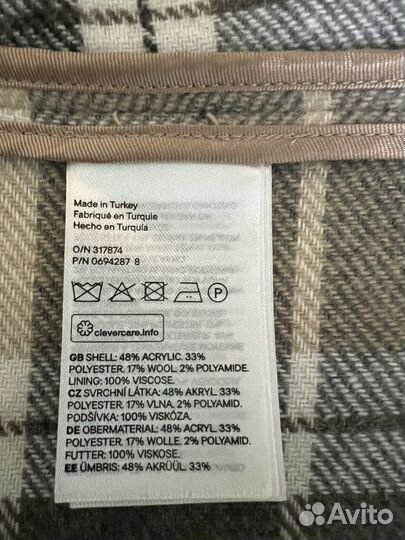 Made in Turkey
Fabriqué en Turquie
Hecho en Turquía
O/N 317874
P/N 0694287 8
P
clevercare.info
GB SHELL: 48% ACRYLIC. 33%
POLYESTER. 17% WOOL. 2% POLYAMIDE.
LINING: 100% VISCOSE.
CZ SVRCHNÍ LÁTKA: 48% AKRYL. 33%
POLYESTER. 17% VLNA. 2% POLYAMID.
PODŠÍVKA: 100% VISKÓZA.
DE OBERMATERIAL: 48% ACRYL. 33%
POLYESTER. 17% WOLLE. 2% POLYAMID.
FUTTER: 100% VISKOSE.
EE ÜMBRIS: 48% AKRÜÜL. 33%
Avito